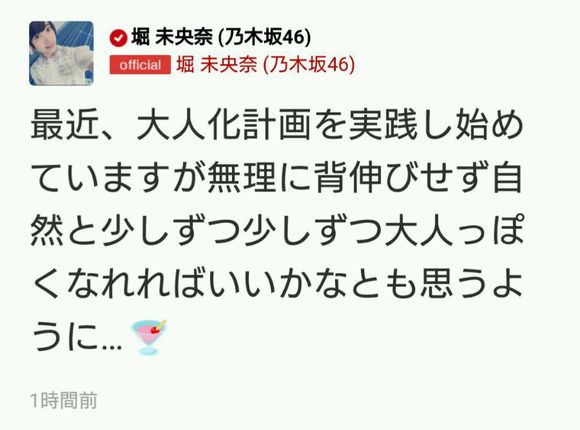 堀 未央奈 (乃木坂46)
official 堀 未央奈 (乃木坂46)
最近、大人化計画を実践し始め
ていますが無理に背伸びせず自
然と少しずつ少しずつ大人っぽ
くなれればいいかなとも思うよ
うに...🍹
1時間前